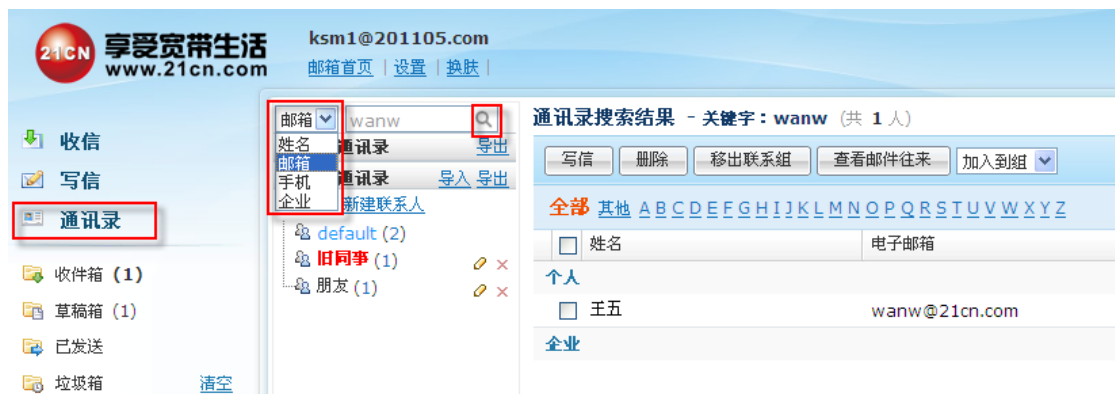 21CN 享受宽带生活
www.21cn.com
ksm1@201105.com
邮箱首页 | 设置 | 换肤 |
收信
写信
通讯录
收件箱 (1)
草稿箱 (1)
已发送
垃圾箱 清空
邮箱 wanw
姓名
邮箱
手机
企业
通讯录 导出
通讯录 导入 导出
新建联系人
default (2)
旧同事 (1)
朋友 (1)
通讯录搜索结果 - 关键字：wanw (共 1 人)
写信 删除 移出联系组 查看邮件往来 加入到组
全部 其他 A B C D E F G H I J K L M N O P Q R S T U V W X Y Z
姓名 电子邮箱
个人
王五 wanw@21cn.com
企业